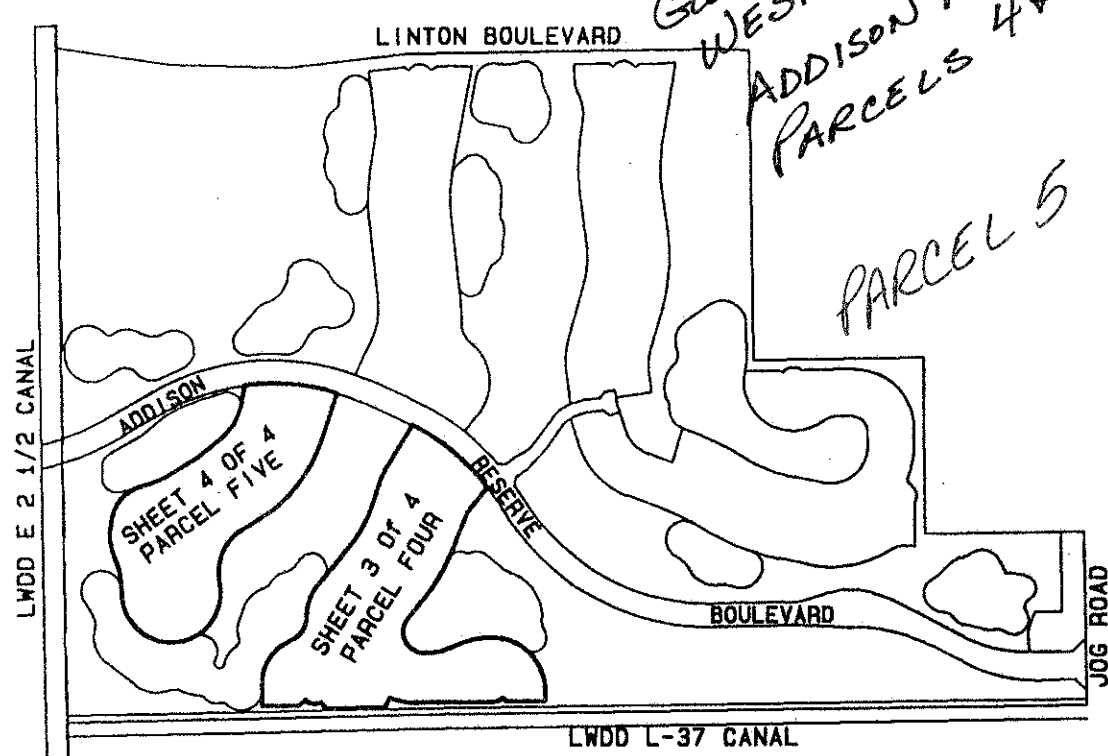 LINTON BOULEVARD
ADDISON
PARCELS 4&
PARCEL 5
LWDD E 2 1/2 CANAL
ADDISON
RESERVE
BOULEVARD
SHEET 4 OF 4
PARCEL FIVE
SHEET 3 Of 4
PARCEL FOUR
JOG ROAD
LWDD L-37 CANAL